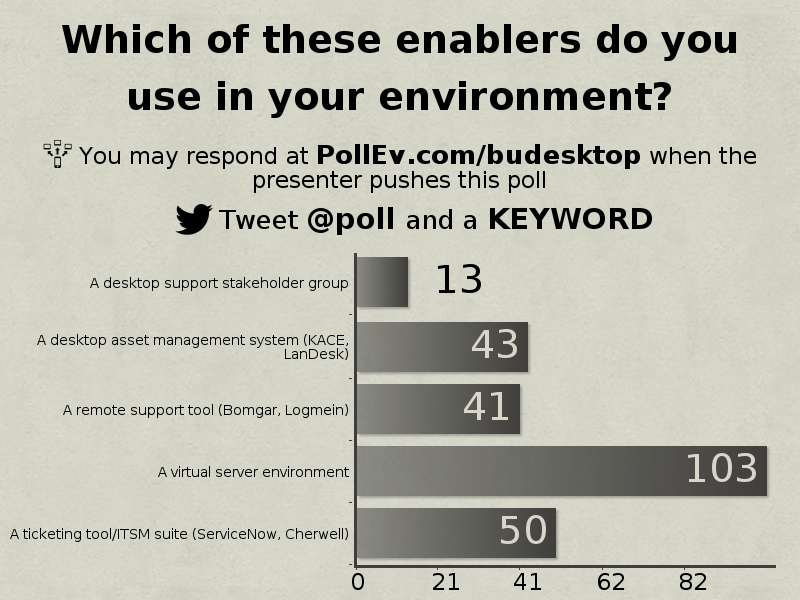 Which of these enablers do you
use in your environment?
You may respond at PollEv.com/budesktop when the
presenter pushes this poll
Tweet @poll and a KEYWORD
A desktop support stakeholder group
13
A desktop asset management system (KACE,
LanDesk)
43
A remote support tool (Bomgar, Logmein)
41
A virtual server environment
103
A ticketing tool/ITSM suite (ServiceNow, Cherwell)
50
0 21 41 62 82